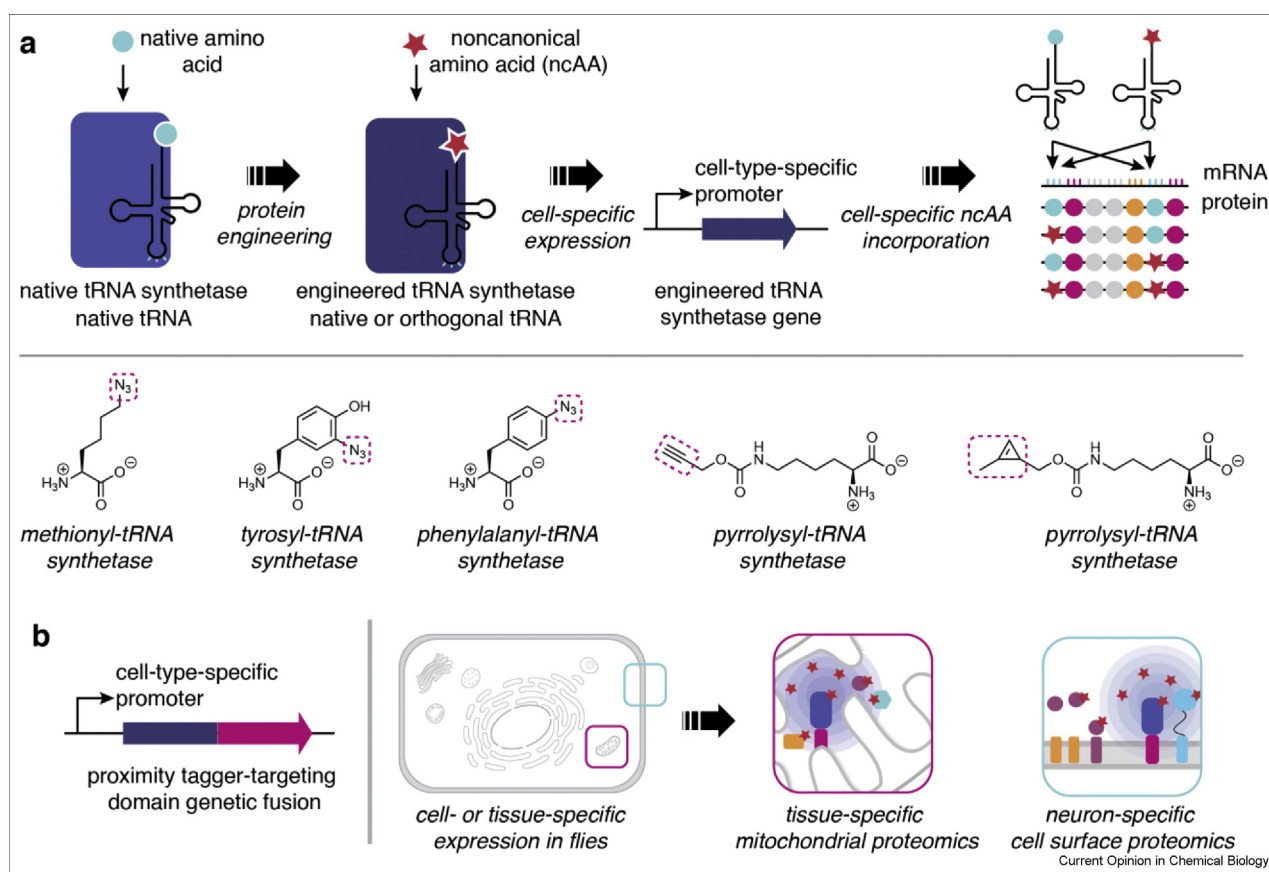 a
native amino
acid
noncanonical
amino acid (ncAA)
protein
engineering
cell-specific
expression
cell-type-specific
promoter
cell-specific ncAA
incorporation
mRNA
protein
native tRNA synthetase
native tRNA
engineered tRNA synthetase
native or orthogonal tRNA
engineered tRNA
synthetase gene
N3
H3N
⊕
O
O⊖
methionyl-tRNA
synthetase
OH
N3
H3N
⊕
O
O⊖
tyrosyl-tRNA
synthetase
N3
H3N
⊕
O
O⊖
phenylalanyl-tRNA
synthetase
O
O
H
N
O
O⊖
NH3
⊕
pyrrolysyl-tRNA
synthetase
O
O
H
N
O
O⊖
NH3
⊕
pyrrolysyl-tRNA
synthetase
b
cell-type-specific
promoter
proximity tagger-targeting
domain genetic fusion
cell- or tissue-specific
expression in flies
tissue-specific
mitochondrial proteomics
neuron-specific
cell surface proteomics
Current Opinion in Chemical Biology